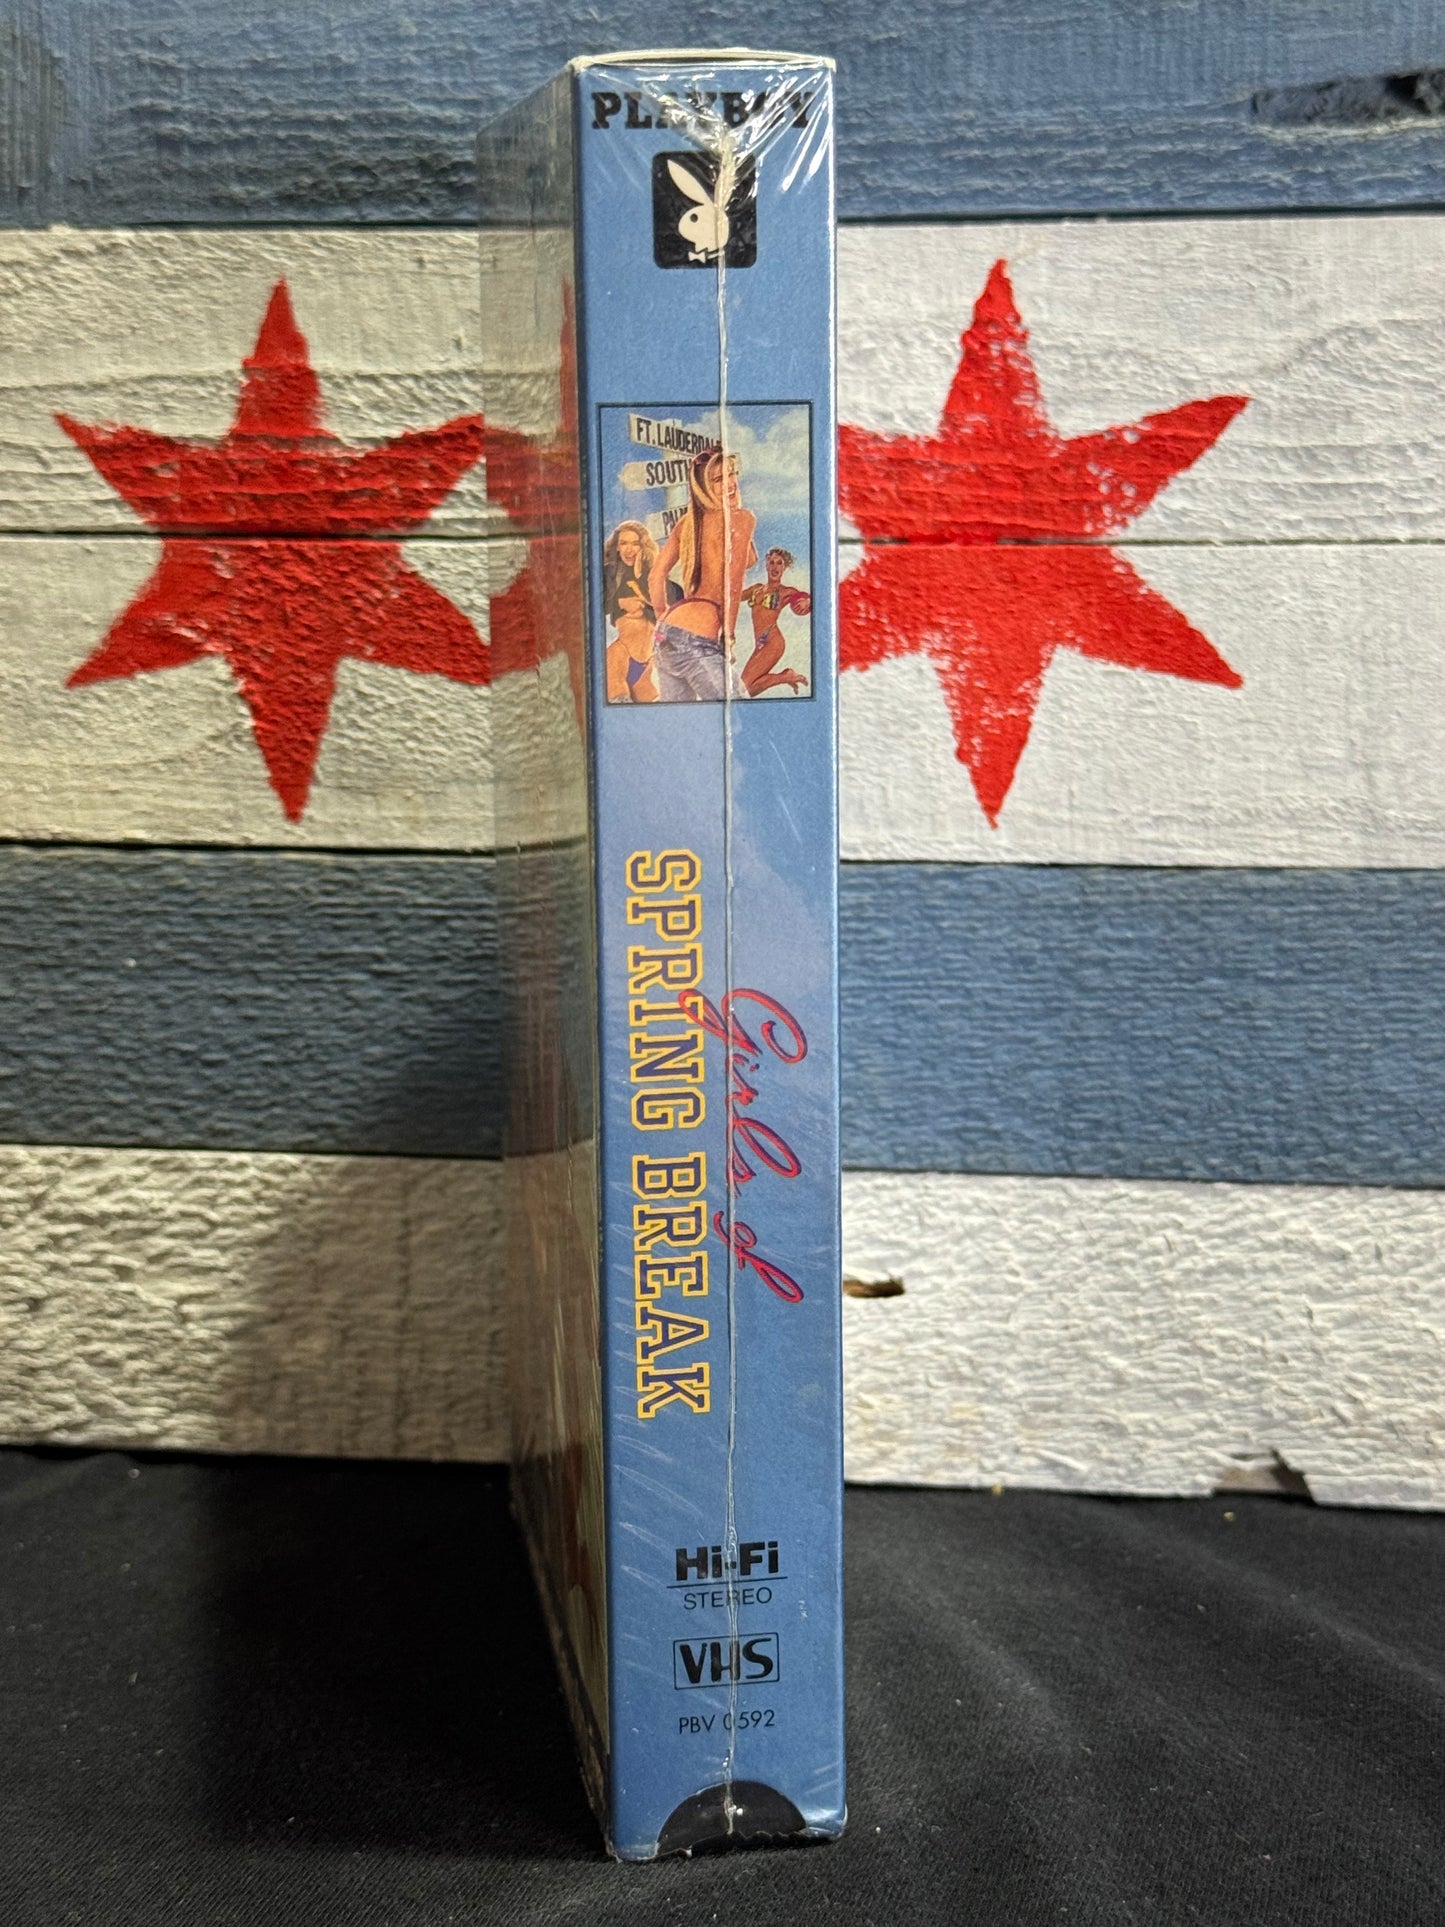 PLAYBOY
FT. LAUDERDALE
SOUTH
Girls of
SPRING BREAK
Hi-Fi
STEREO
VHS
PBV 0592